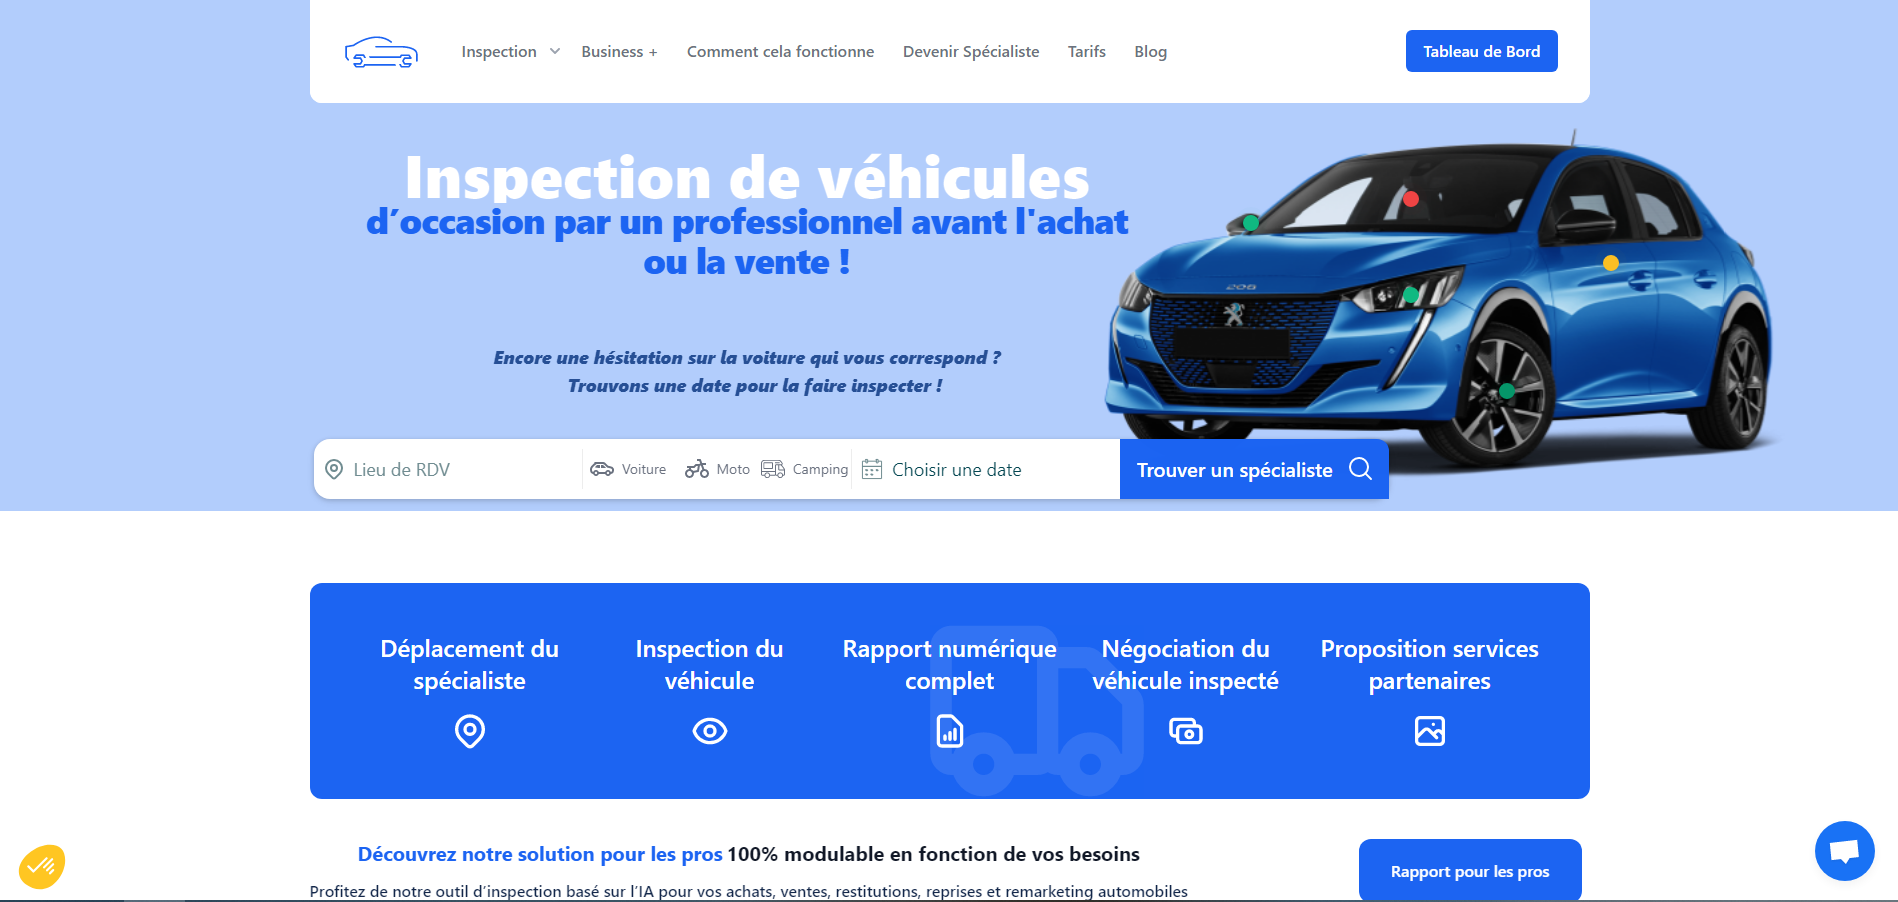 Inspection
Business +
Comment cela fonctionne
Devenir Spécialiste
Tarifs
Blog
Tableau de Bord
Inspection de véhicules
d’occasion par un professionnel avant l'achat
ou la vente !
Encore une hésitation sur la voiture qui vous correspond ?
Trouvons une date pour la faire inspecter !
Lieu de RDV
Voiture
Moto
Camping
Choisir une date
Trouver un spécialiste
Déplacement du
spécialiste
Inspection du
véhicule
Rapport numérique
complet
Négociation du
véhicule inspecté
Proposition services
partenaires
Découvrez notre solution pour les pros 100% modulable en fonction de vos besoins
Profitez de notre outil d’inspection basé sur l’IA pour vos achats, ventes, restitutions, reprises et remarketing automobiles
Rapport pour les pros